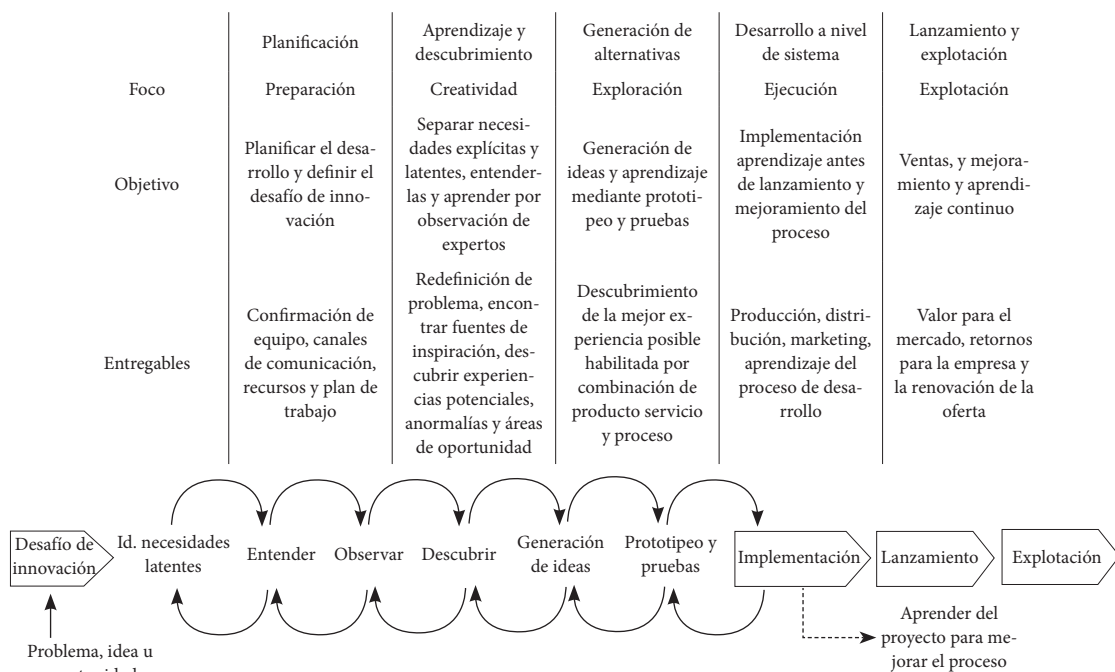 Planificación
Aprendizaje y
descubrimiento
Generación de
alternativas
Desarrollo a nivel
de sistema
Lanzamiento y
explotación
Foco
Preparación
Creatividad
Exploración
Ejecución
Explotación
Objetivo
Planificar el desa-
rrollo y definir el
desafío de inno-
vación
Separar necesi-
dades explícitas y
latentes, entender-
las y aprender por
observación de
expertos
Generación de
ideas y aprendizaje
mediante prototi-
peo y pruebas
Implementación
aprendizaje antes
de lanzamiento y
mejoramiento del
proceso
Ventas, y mejora-
miento y aprendi-
zaje continuo
Entregables
Confirmación de
equipo, canales
de comunicación,
recursos y plan de
trabajo
Redefinición de
problema, encon-
trar fuentes de
inspiración, des-
cubrir experien-
cias potenciales,
anormalías y áreas
de oportunidad
Descubrimiento
de la mejor ex-
periencia posible
habilitada por
combinación de
producto servicio
y proceso
Producción, distri-
bución, marketing,
aprendizaje del
proceso de desa-
rrollo
Valor para el
mercado, retornos
para la empresa y
la renovación de la
oferta
Desafío de
innovación
Id. necesidades
latentes
Entender
Observar
Descubrir
Generación
de ideas
Prototipeo y
pruebas
Implementación
Lanzamiento
Explotación
Problema, idea u
Aprender del
proyecto para me-
jorar el proceso